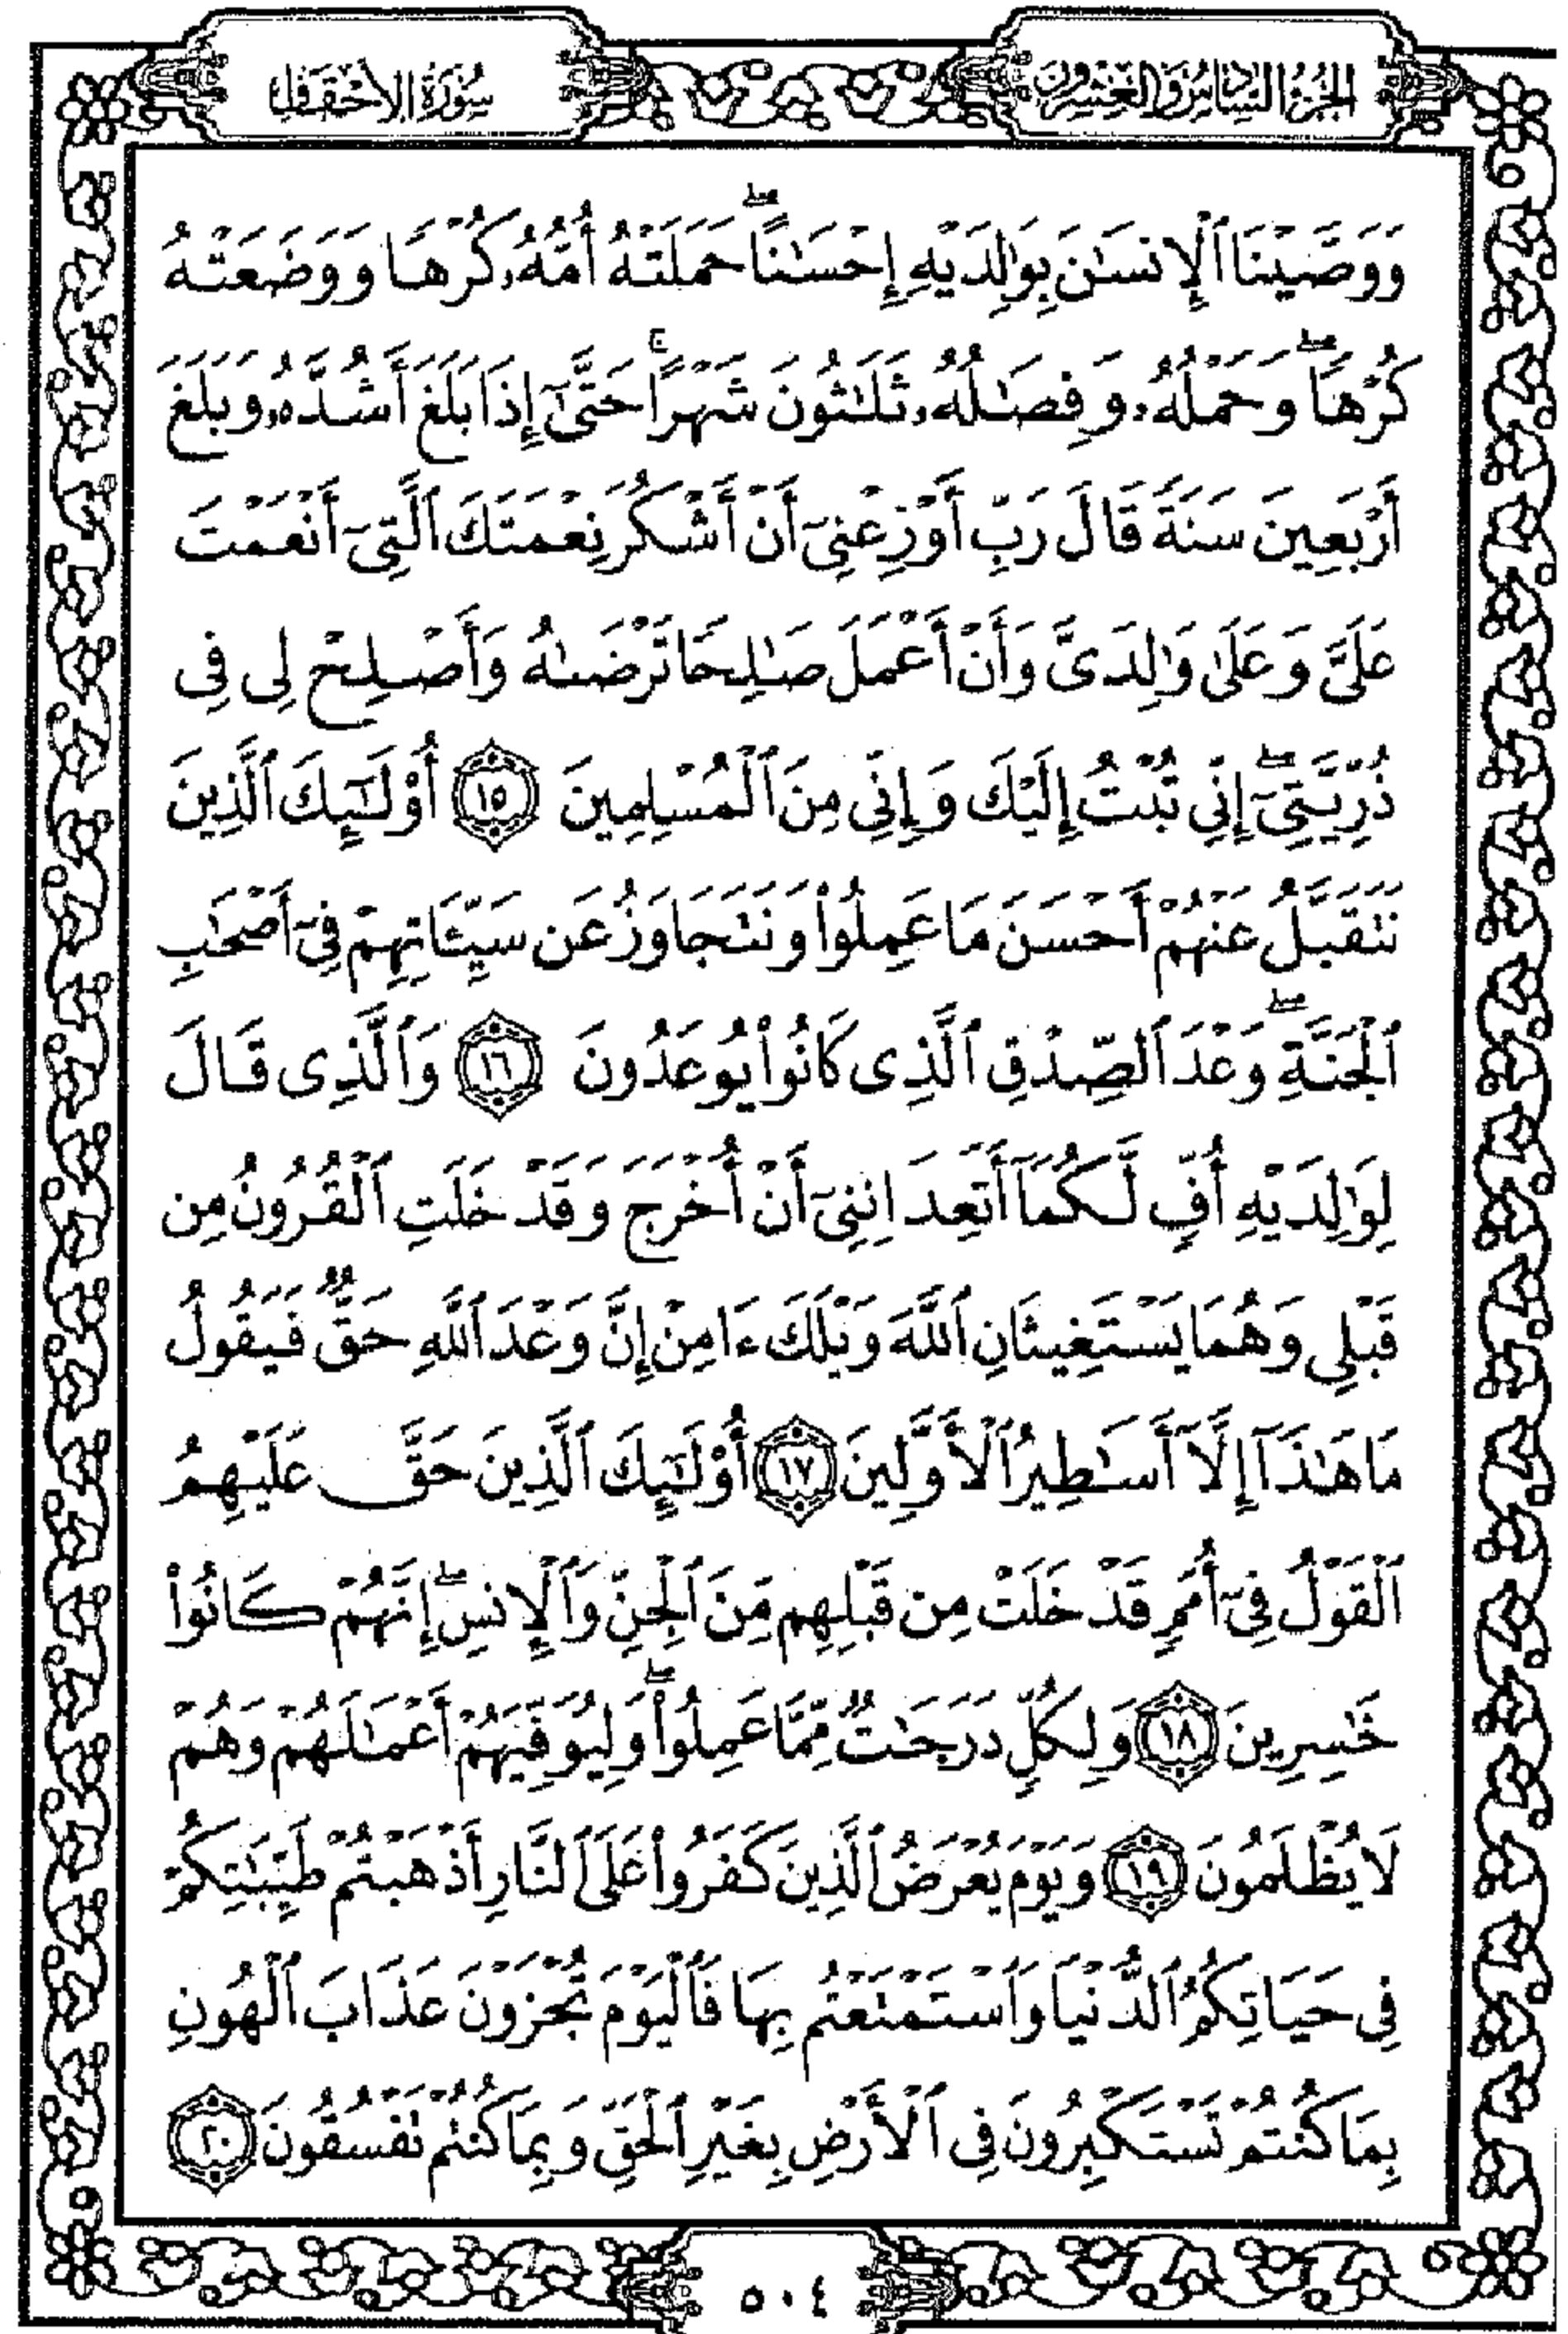 الجزء السادس والعشرون
سورة الأحقاف
وَوَصَّيْنَا ٱلْإِنسَـٰنَ بِوَٰلِدَيْهِ إِحْسَـٰنًاۖ حَمَلَتْهُ أُمُّهُۥ كُرْهًا وَوَضَعَتْهُ
كُرْهًاۖ وَحَمْلُهُۥ وَفِصَـٰلُهُۥ ثَلَـٰثُونَ شَهْرًاۚ حَتَّىٰٓ إِذَا بَلَغَ أَشُدَّهُۥ وَبَلَغَ
أَرْبَعِينَ سَنَةً قَالَ رَبِّ أَوْزِعْنِىٓ أَنْ أَشْكُرَ نِعْمَتَكَ ٱلَّتِىٓ أَنْعَمْتَ
عَلَىَّ وَعَلَىٰ وَٰلِدَىَّ وَأَنْ أَعْمَلَ صَـٰلِحًا تَرْضَىٰهُ وَأَصْلِحْ لِى فِى
ذُرِّيَّتِىٓۖ إِنِّى تُبْتُ إِلَيْكَ وَإِنِّى مِنَ ٱلْمُسْلِمِينَ ١٥ أُو۟لَـٰٓئِكَ ٱلَّذِينَ
نَتَقَبَّلُ عَنْهُمْ أَحْسَنَ مَا عَمِلُوا۟ وَنَتَجَاوَزُ عَن سَيِّـَٔاتِهِمْ فِىٓ أَصْحَـٰبِ
ٱلْجَنَّةِۖ وَعْدَ ٱلصِّدْقِ ٱلَّذِى كَانُوا۟ يُوعَدُونَ ١٦ وَٱلَّذِى قَالَ
لِوَٰلِدَيْهِ أُفٍّ لَّكُمَآ أَتَعِدَانِنِىٓ أَنْ أُخْرَجَ وَقَدْ خَلَتِ ٱلْقُرُونُ مِن
قَبْلِى وَهُمَا يَسْتَغِيثَانِ ٱللَّهَ وَيْلَكَ ءَامِنْ إِنَّ وَعْدَ ٱللَّهِ حَقٌّ فَيَقُولُ
مَا هَـٰذَآ إِلَّآ أَسَـٰطِيرُ ٱلْأَوَّلِينَ ١٧ أُو۟لَـٰٓئِكَ ٱلَّذِينَ حَقَّ عَلَيْهِمُ
ٱلْقَوْلُ فِىٓ أُمَمٍ قَدْ خَلَتْ مِن قَبْلِهِم مِّنَ ٱلْجِنِّ وَٱلْإِنسِۖ إِنَّهُمْ كَانُوا۟
خَـٰسِرِينَ ١٨ وَلِكُلٍّ دَرَجَـٰتٌ مِّمَّا عَمِلُوا۟ۖ وَلِيُوَفِّيَهُمْ أَعْمَـٰلَهُمْ وَهُمْ
لَا يُظْلَمُونَ ١٩ وَيَوْمَ يُعْرَضُ ٱلَّذِينَ كَفَرُوا۟ عَلَى ٱلنَّارِ أَذْهَبْتُمْ طَيِّبَـٰتِكُمْ
فِى حَيَاتِكُمُ ٱلدُّنْيَا وَٱسْتَمْتَعْتُم بِهَا فَٱلْيَوْمَ تُجْزَوْنَ عَذَابَ ٱلْهُونِ
بِمَا كُنتُمْ تَسْتَكْبِرُونَ فِى ٱلْأَرْضِ بِغَيْرِ ٱلْحَقِّ وَبِمَا كُنتُمْ تَفْسُقُونَ ٢٠
٥٠٤